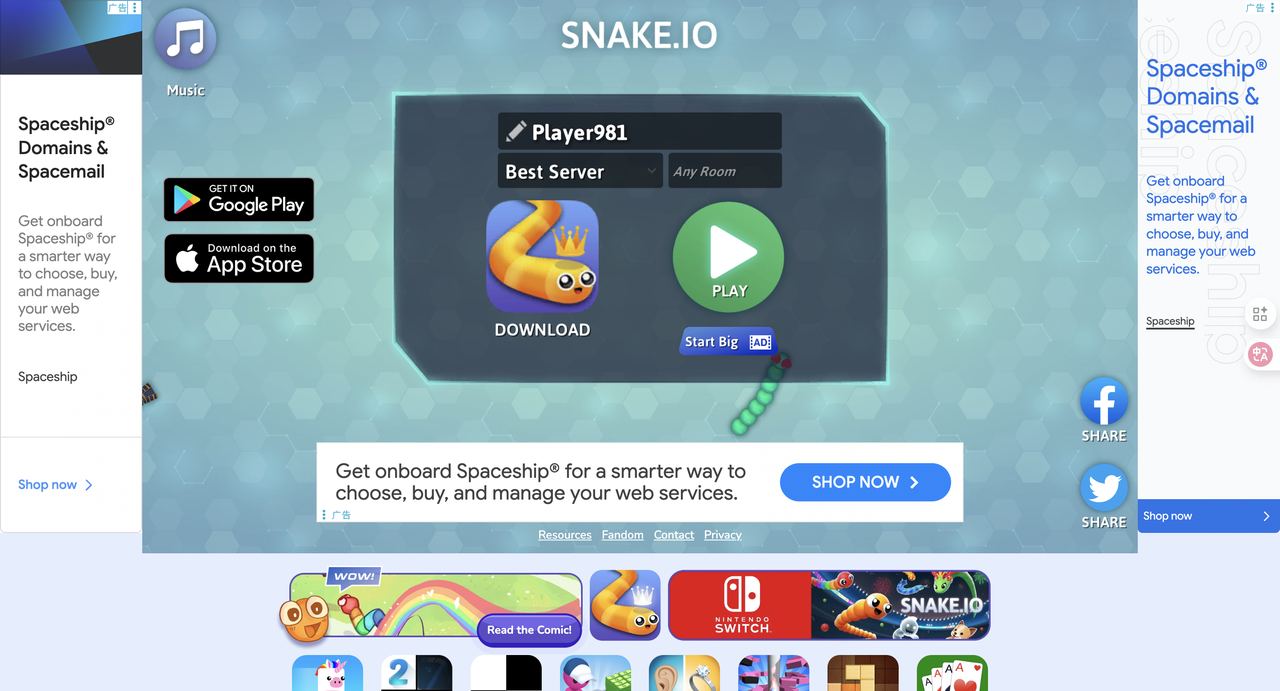 广告
Spaceship®
Domains &
Spacemail
Get onboard
Spaceship® for
a smarter way
to choose, buy,
and manage
your web
services.
Spaceship
Shop now
Music
GET IT ON
Google Play
Download on the
App Store
SNAKE.IO
Player981
Best Server
Any Room
DOWNLOAD
PLAY
Start Big AD
SHARE
SHARE
Get onboard Spaceship® for a smarter way to
choose, buy, and manage your web services.
SHOP NOW
广告
Resources Fandom Contact Privacy
广告
Spaceship®
Domains &
Spacemail
Get onboard
Spaceship® for a
smarter way to
choose, buy, and
manage your web
services.
Spaceship
Shop now
WOW!
Read the Comic!
NINTENDO
SWITCH
SNAKE.IO
2
A A A A